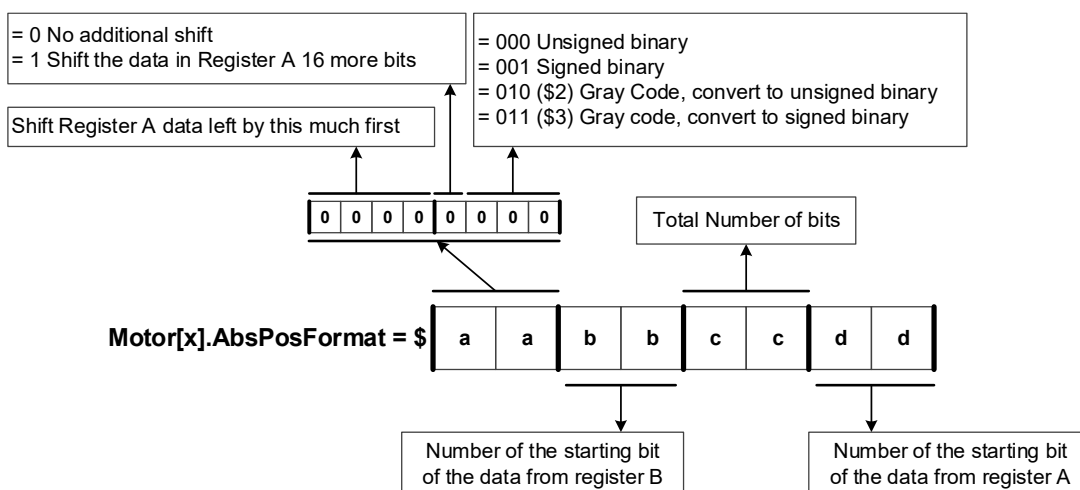 = 0 No additional shift
= 1 Shift the data in Register A 16 more bits
= 000 Unsigned binary
= 001 Signed binary
= 010 ($2) Gray Code, convert to unsigned binary
= 011 ($3) Gray code, convert to signed binary
Shift Register A data left by this much first
0 0 0 0 0 0 0 0
Total Number of bits
Motor[x].AbsPosFormat = $ a a b b c c d d
Number of the starting bit
of the data from register B
Number of the starting bit
of the data from register A